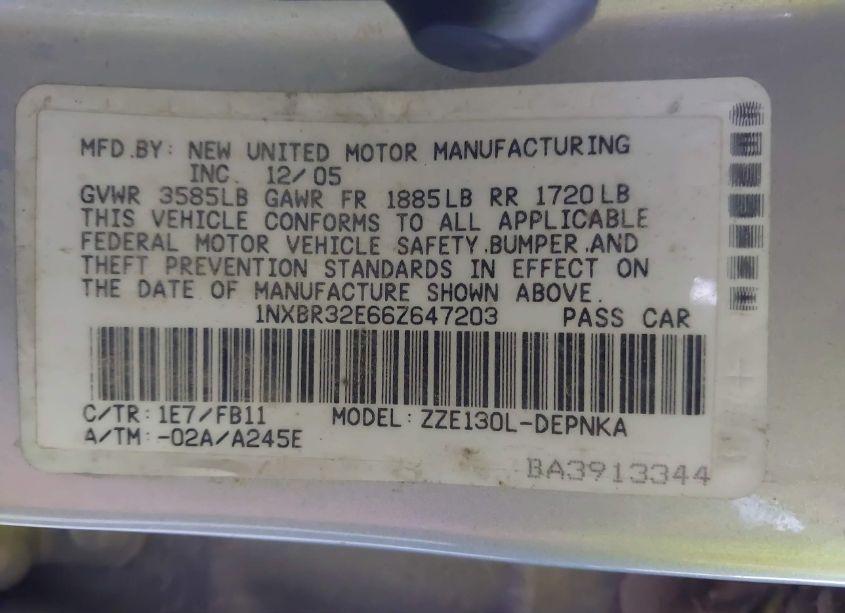 MFD.BY: NEW UNITED MOTOR MANUFACTURING
INC. 12/05
GVWR 3585LB GAWR FR 1885LB RR 1720LB
THIS VEHICLE CONFORMS TO ALL APPLICABLE
FEDERAL MOTOR VEHICLE SAFETY,BUMPER,AND
THEFT PREVENTION STANDARDS IN EFFECT ON
THE DATE OF MANUFACTURE SHOWN ABOVE.
1NXBR32E66Z647203 PASS CAR
C/TR: 1E7/FB11 MODEL: ZZE130L-DEPNKA
A/TM: -02A/A245E
BA3913344